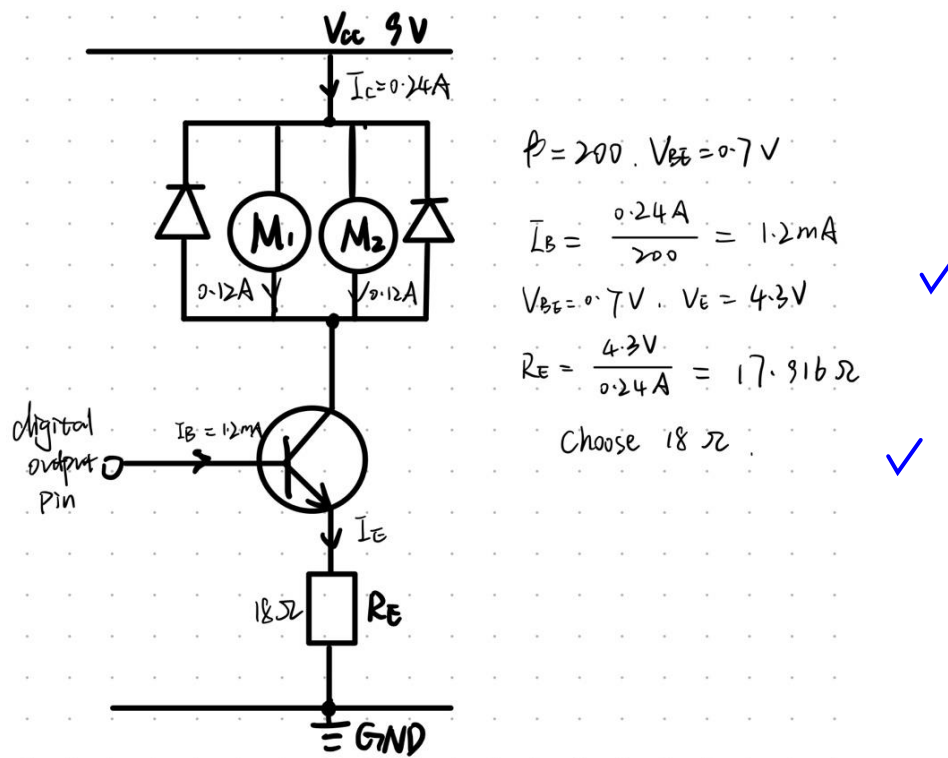 Vcc 9V
Ic=0.24A
M1
M2
0.12A
0.12A
digital
output
pin
IB = 1.2mA
IE
18Ω
RE
GND
β=200. VBE=0.7V
IB = 0.24A / 200 = 1.2mA
VBE=0.7V. VE = 4.3V
RE = 4.3V / 0.24A = 17.916Ω
Choose 18Ω.